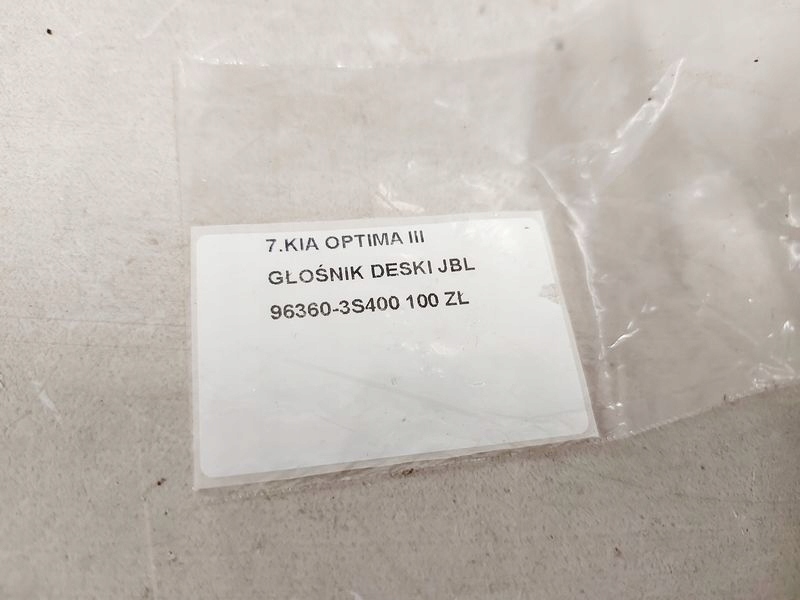 7.KIA OPTIMA III
GŁOŚNIK DESKI JBL
96360-3S400 100 ZŁ